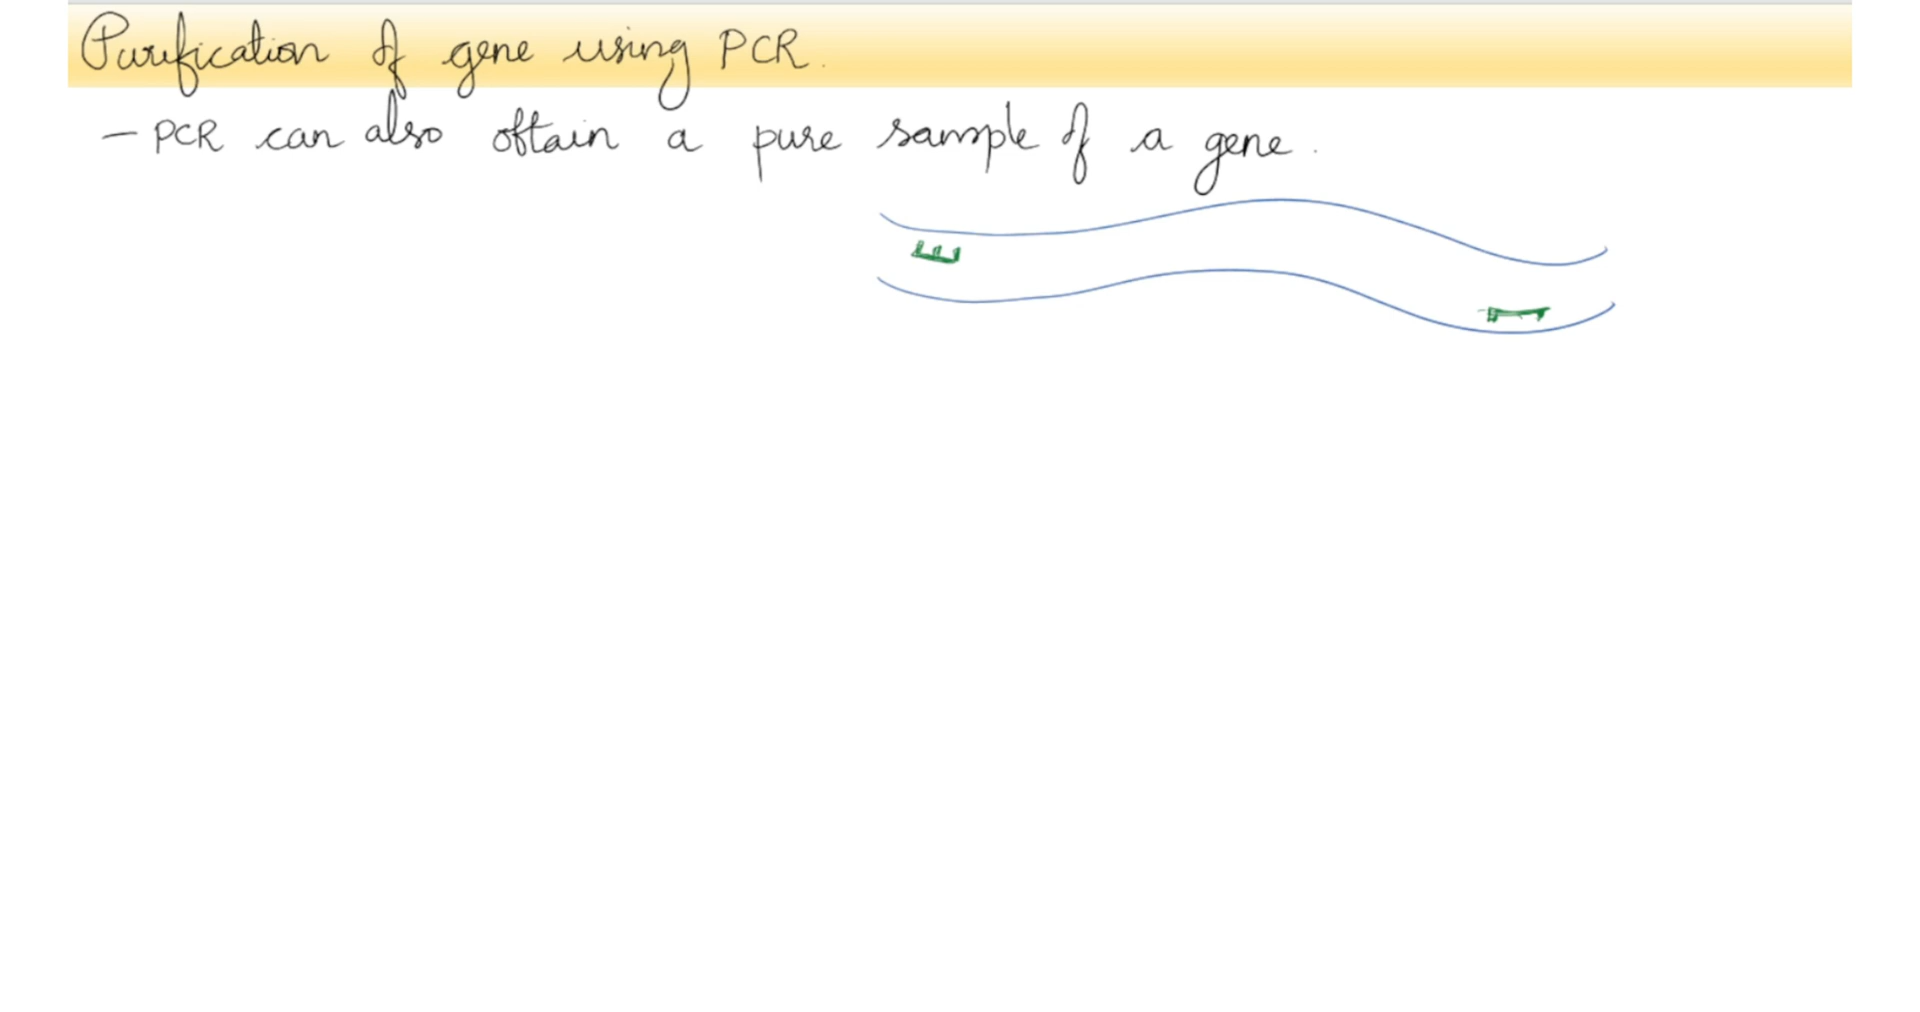 Purification of gene using PCR.
- PCR can also obtain a pure sample of a gene.